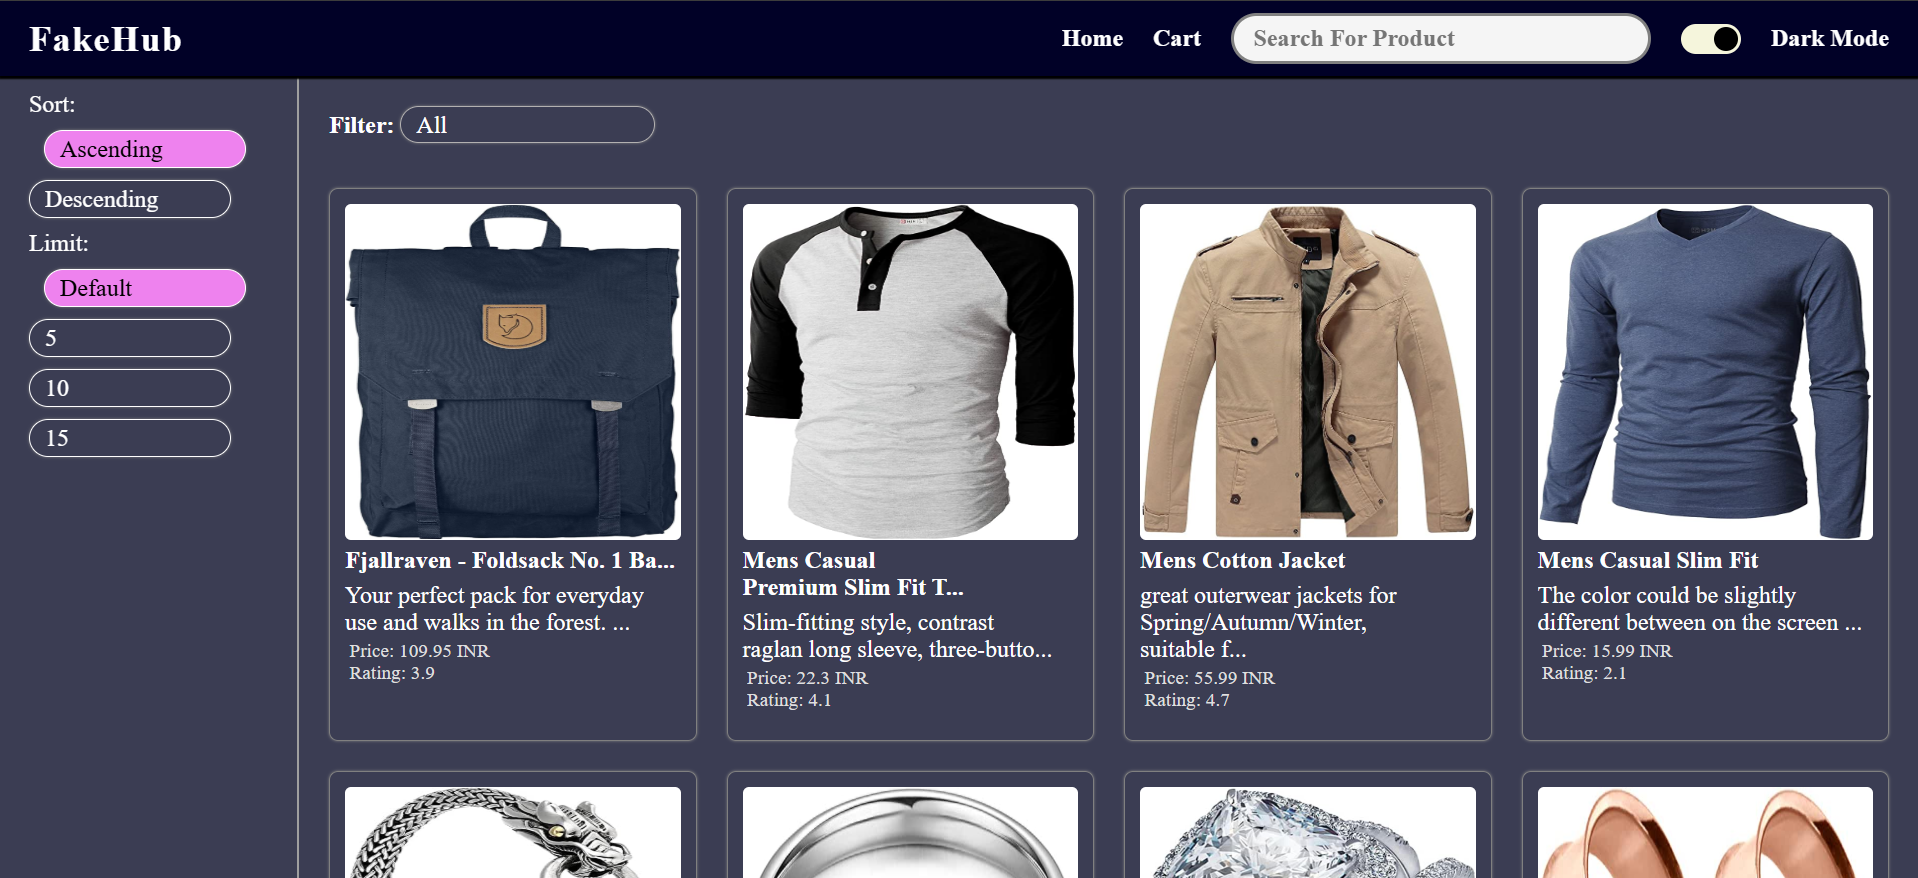 FakeHub
Home
Cart
Search For Product
Dark Mode
Sort:
Ascending
Descending
Limit:
Default
5
10
15
Filter: All
Fjallraven - Foldsack No. 1 Ba...
Your perfect pack for everyday
use and walks in the forest. ...
Price: 109.95 INR
Rating: 3.9
Mens Casual
Premium Slim Fit T...
Slim-fitting style, contrast
raglan long sleeve, three-butto...
Price: 22.3 INR
Rating: 4.1
Mens Cotton Jacket
great outerwear jackets for
Spring/Autumn/Winter,
suitable f...
Price: 55.99 INR
Rating: 4.7
Mens Casual Slim Fit
The color could be slightly
different between on the screen ...
Price: 15.99 INR
Rating: 2.1